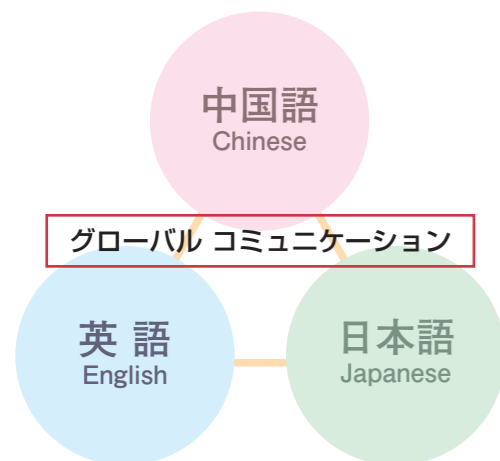 中国語
Chinese
グローバル コミュニケーション
英 語
English
日本語
Japanese